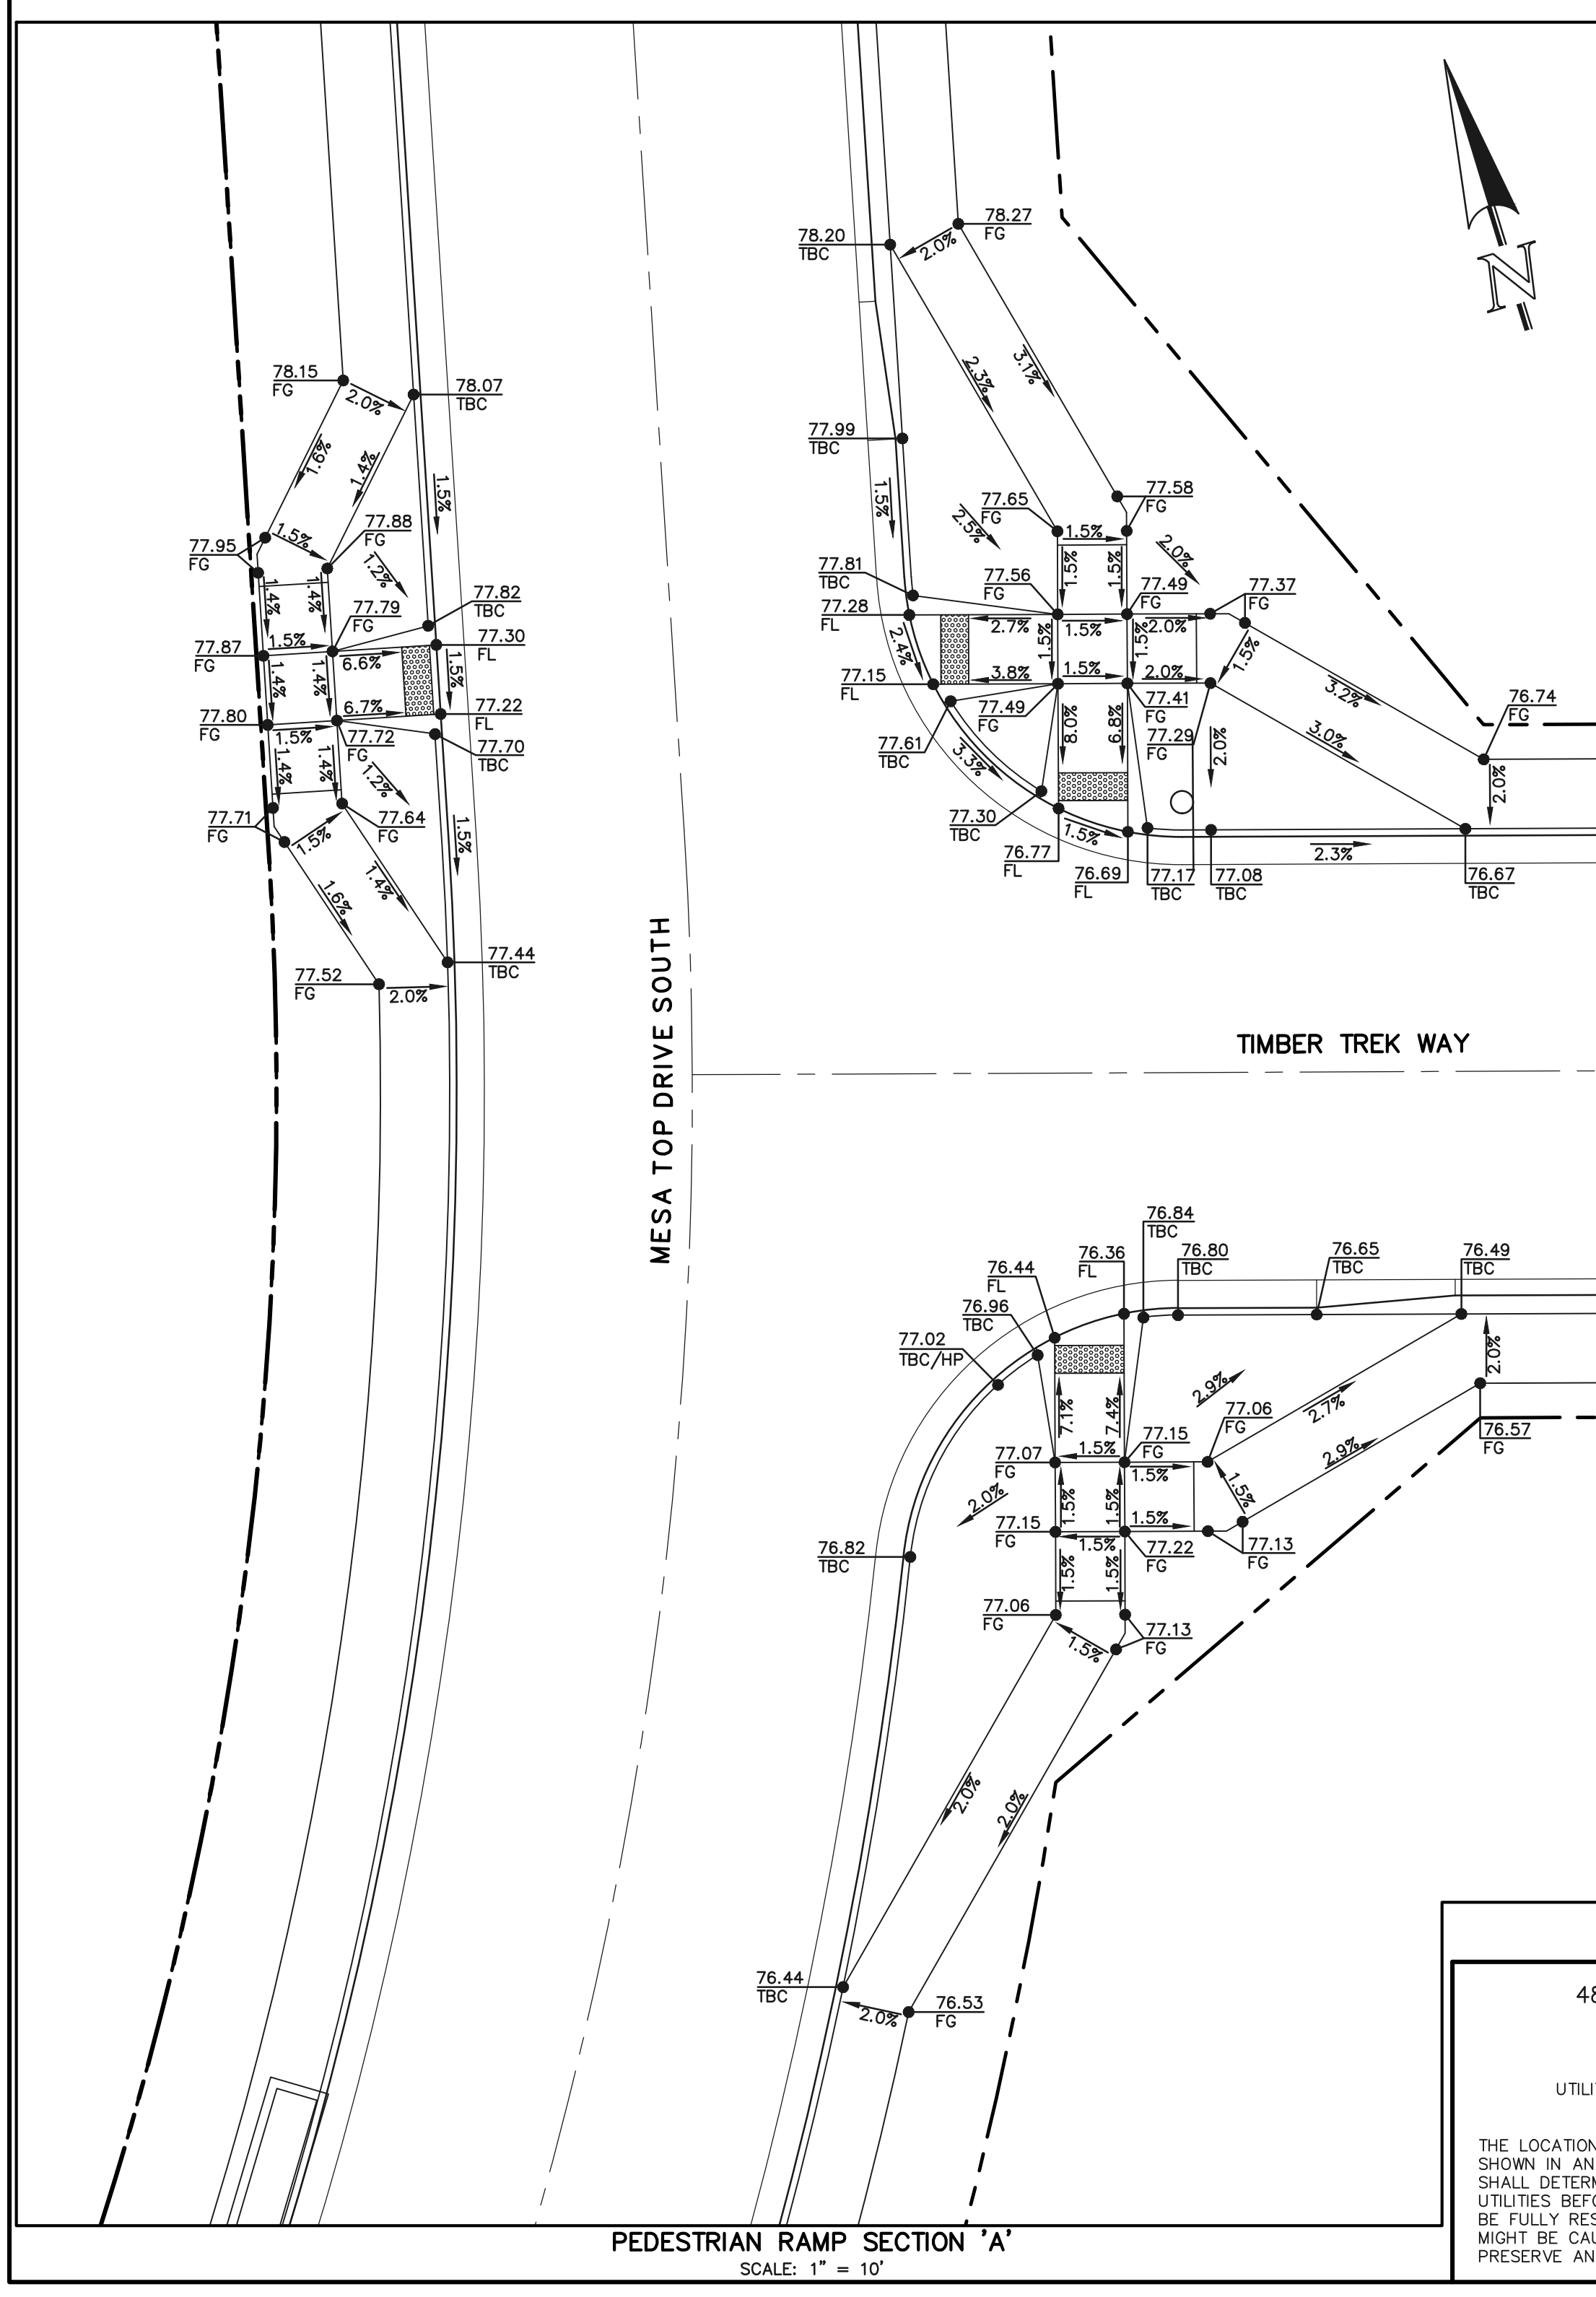 78.27
FG
78.20
TBC
2.0%
N
78.15
FG
78.07
TBC
2.0%
2.3%
3.1%
77.99
TBC
1.6%
1.4%
1.5%
1.5%
77.65
FG
77.58
FG
77.88
FG
77.95
FG
1.5%
2.5%
1.5%
2.0%
1.2%
77.81
TBC
77.56
FG
1.5%
1.5%
77.49
FG
77.37
FG
1.4%
1.4%
77.82
TBC
77.79
FG
77.28
FL
77.87
FG
1.5%
6.6%
77.30
FL
2.4%
2.7%
1.5%
1.5%
1.5%
2.0%
1.5%
1.4%
1.4%
1.5%
77.15
FL
3.8%
1.5%
2.0%
3.2%
76.74
FG
77.80
FG
6.7%
77.22
FL
77.49
FG
77.41
FG
1.5%
77.72
FG
77.70
TBC
77.61
TBC
8.0%
6.8%
77.29
FG
2.0%
3.0%
2.0%
1.4%
1.4%
1.2%
3.3%
77.71
FG
77.64
FG
1.5%
1.5%
77.30
TBC
1.5%
76.77
FL
76.69
FL
77.17
TBC
77.08
TBC
2.3%
76.67
TBC
1.6%
1.4%
77.44
TBC
77.52
FG
2.0%
MESA TOP DRIVE SOUTH
TIMBER TREK WAY
76.84
TBC
76.36
FL
76.80
TBC
76.65
TBC
76.49
TBC
76.44
FL
76.96
TBC
77.02
TBC/HP
2.0%
7.1%
7.4%
2.9%
2.7%
77.06
FG
76.57
FG
77.07
FG
1.5%
77.15
FG
1.5%
2.9%
2.0%
1.5%
1.5%
1.5%
1.5%
77.15
FG
1.5%
77.22
FG
77.13
FG
76.82
TBC
1.5%
1.5%
77.06
FG
77.13
FG
1.5%
2.0%
2.0%
76.44
TBC
2.0%
76.53
FG
PEDESTRIAN RAMP SECTION 'A'
SCALE: 1" = 10'
THE LOCATION
SHOWN IN AN
UTILITIES
PRESERVE AN